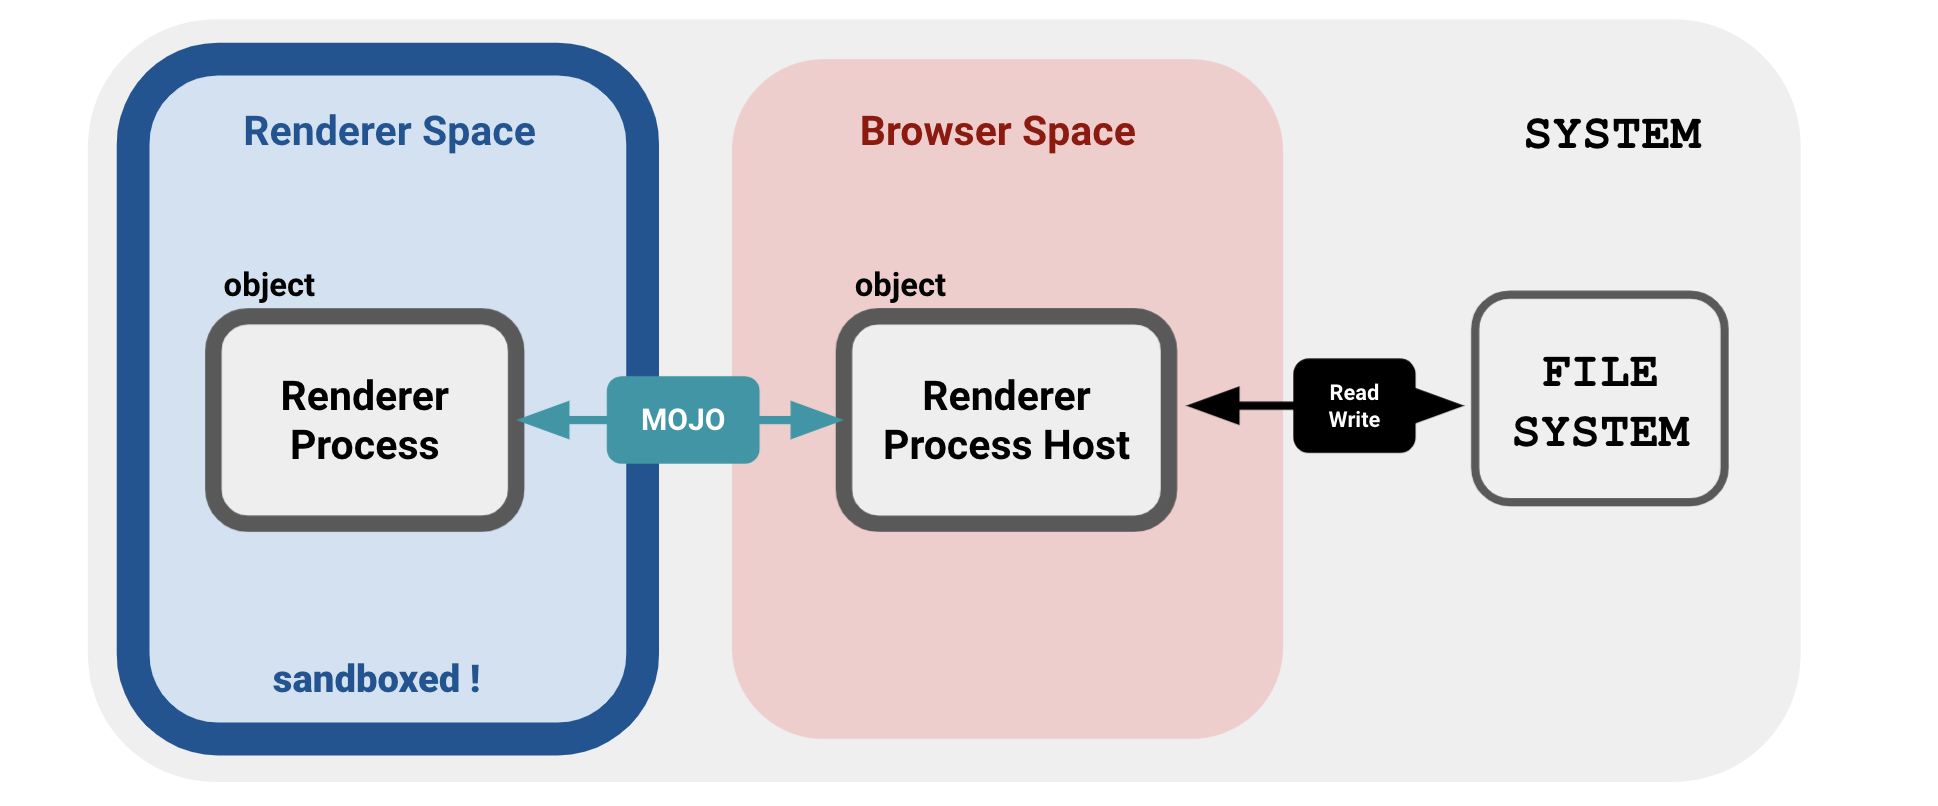 Renderer Space
Browser Space
SYSTEM
object
Renderer
Process
sandboxed !
MOJO
object
Renderer
Process Host
Read
Write
FILE
SYSTEM